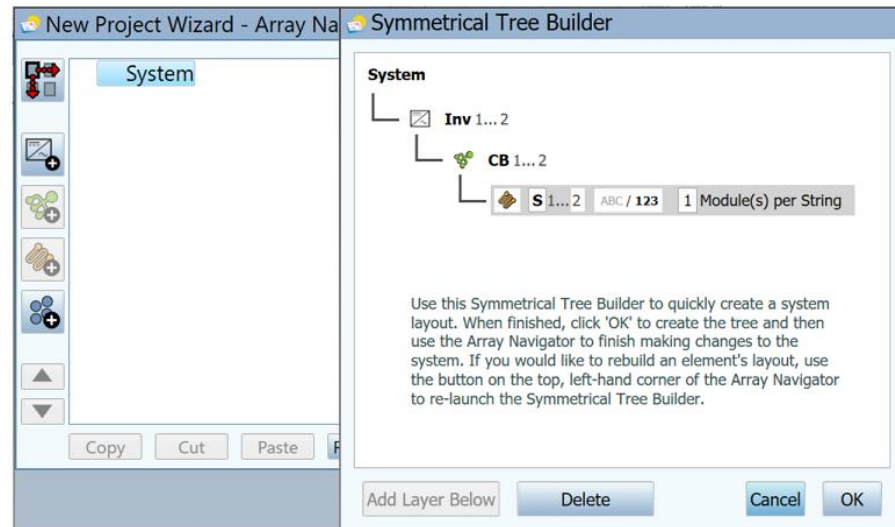 New Project Wizard - Array Na
System
Copy
Cut
Paste
Symmetrical Tree Builder
System
Inv 1... 2
CB 1... 2
S 1... 2 ABC / 123 1 Module(s) per String
Use this Symmetrical Tree Builder to quickly create a system
layout. When finished, click 'OK' to create the tree and then
use the Array Navigator to finish making changes to the
system. If you would like to rebuild an element's layout, use
the button on the top, left-hand corner of the Array Navigator
to re-launch the Symmetrical Tree Builder.
Add Layer Below
Delete
Cancel
OK